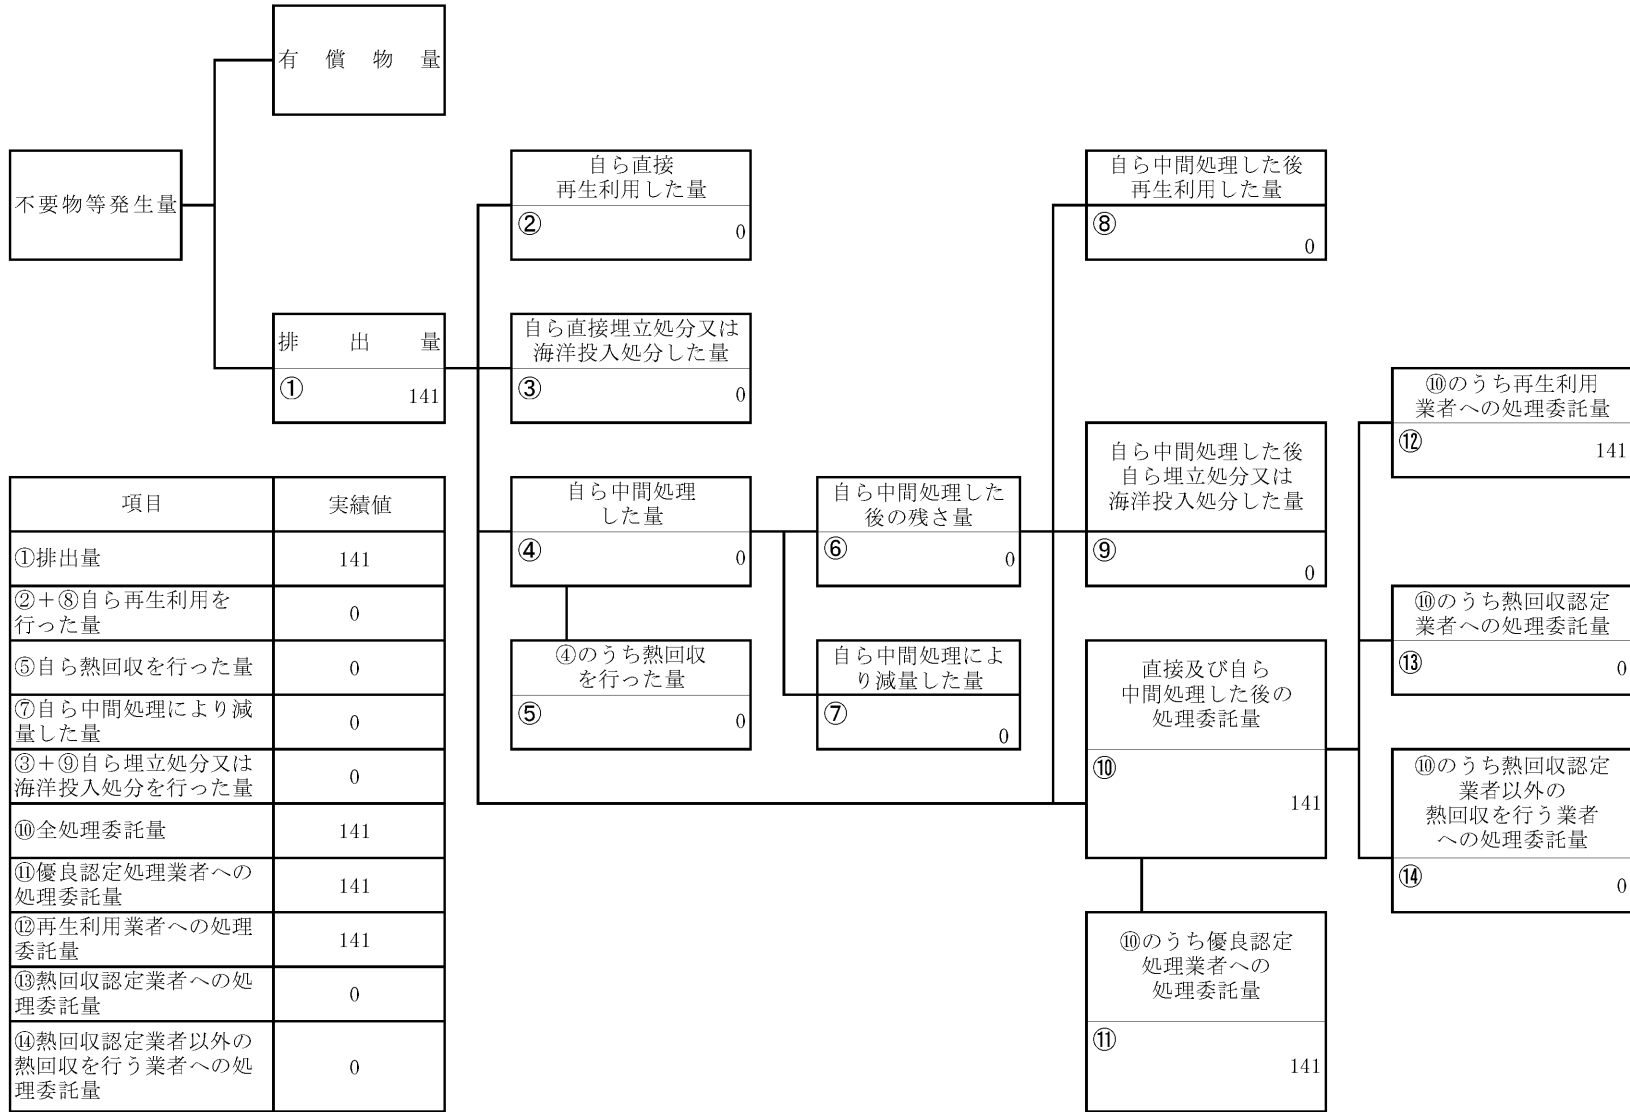 有償物量
不要物等発生量
排出量
①
141
自ら直接
再生利用した量
②
0
自ら直接埋立処分又は
海洋投入処分した量
③
0
自ら中間処理
した量
④
0
④のうち熱回収
を行った量
⑤
0
自ら中間処理した
後の残さ量
⑥
0
自ら中間処理によ
り減量した量
⑦
0
自ら中間処理した後
再生利用した量
⑧
0
自ら中間処理した後
自ら埋立処分又は
海洋投入処分した量
⑨
0
直接及び自ら
中間処理した後の
処理委託量
⑩
141
⑩のうち優良認定
処理業者への
処理委託量
⑪
141
⑩のうち再生利用
業者への処理委託量
⑫
141
⑩のうち熱回収認定
業者への処理委託量
⑬
0
⑩のうち熱回収認定
業者以外の
熱回収を行う業者
への処理委託量
⑭
0
項目 実績値
①排出量 141
②+⑧自ら再生利用を
行った量 0
⑤自ら熱回収を行った量 0
⑦自ら中間処理により減
量した量 0
③+⑨自ら埋立処分又は
海洋投入処分を行った量 0
⑩全処理委託量 141
⑪優良認定処理業者への
処理委託量 141
⑫再生利用業者への処理
委託量 141
⑬熱回収認定業者への処
理委託量 0
⑭熱回収認定業者以外の
熱回収を行う業者への処
理委託量 0